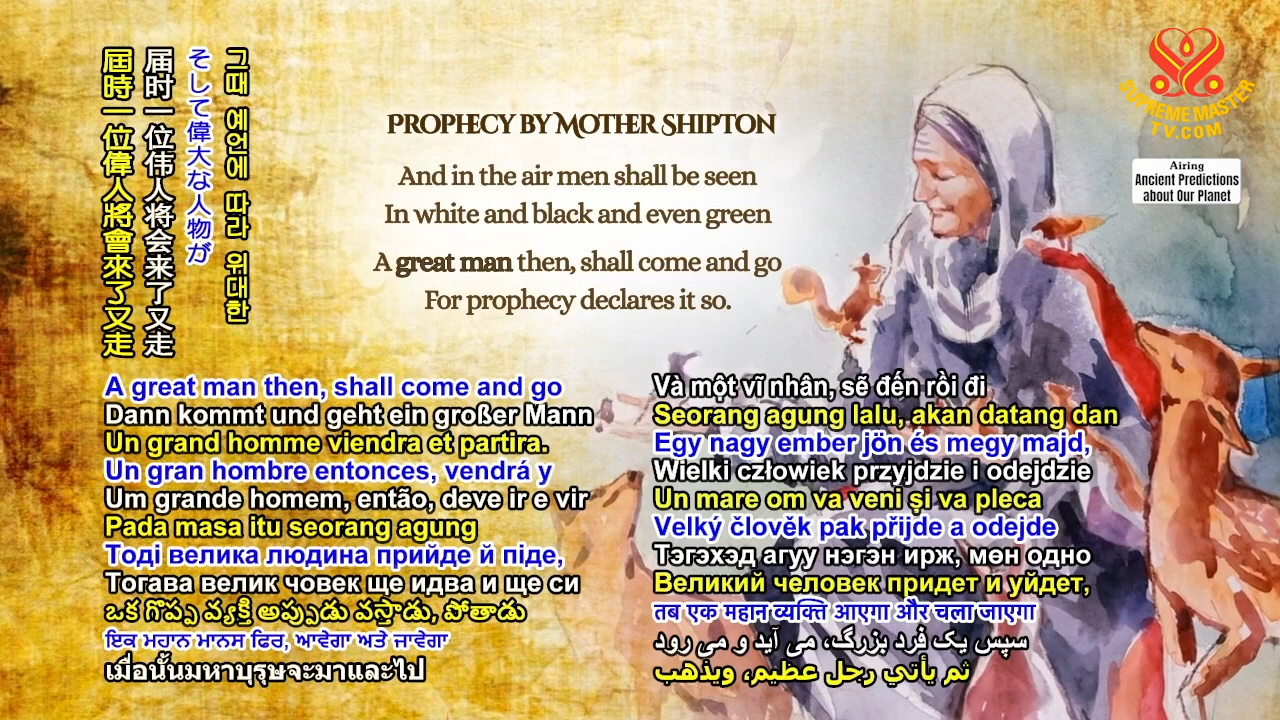 屆時一位偉人將會來了又走
届时一位伟人将会来了又走
そして偉大な人物が
그때 홍진에 따라 위대한
PROPHECY BY MOTHER SHIPTON
And in the air men shall be seen
In white and black and even green
A great man then, shall come and go
For prophecy declares it so.
SUPREME MASTER
TV.COM
Airing
Ancient Predictions
about Our Planet
A great man then, shall come and go
Dann kommt und geht ein großer Mann
Un grand homme viendra et partira.
Un gran hombre entonces, vendrá y
Um grande homem, então, deve ir e vir
Pada masa itu seorang agung
Тоді велика людина прийде й піде,
Тогава велик човек ще идва и ще си
ఒక గొప్ప వ్యక్తి అప్పుడు వస్తాడు, పోతాడు
ਇਕ ਮਹਾਨ ਮਾਨਸ ਫਿਰ, ਆਵੇਗਾ ਅਤੇ ਜਾਵੇਗਾ
เมื่อนั้นมหาบุรุษจะมาและไป
Và một vĩ nhân, sẽ đến rồi đi
Seorang agung lalu, akan datang dan
Egy nagy ember jön és megy majd,
Wielki człowiek przyjdzie i odejdzie
Un mare om va veni și va pleca
Velký člověk pak přijde a odejde
Тэгэхэд агуу нэгэн ирж, мөн одно
Великий человек придет и уйдет,
तब एक महान व्यक्ति आएगा और चला जाएगा
سپس یک فرد بزرگ، می آید و می رود
ثم يأتي رجل عظيم، ويذهب